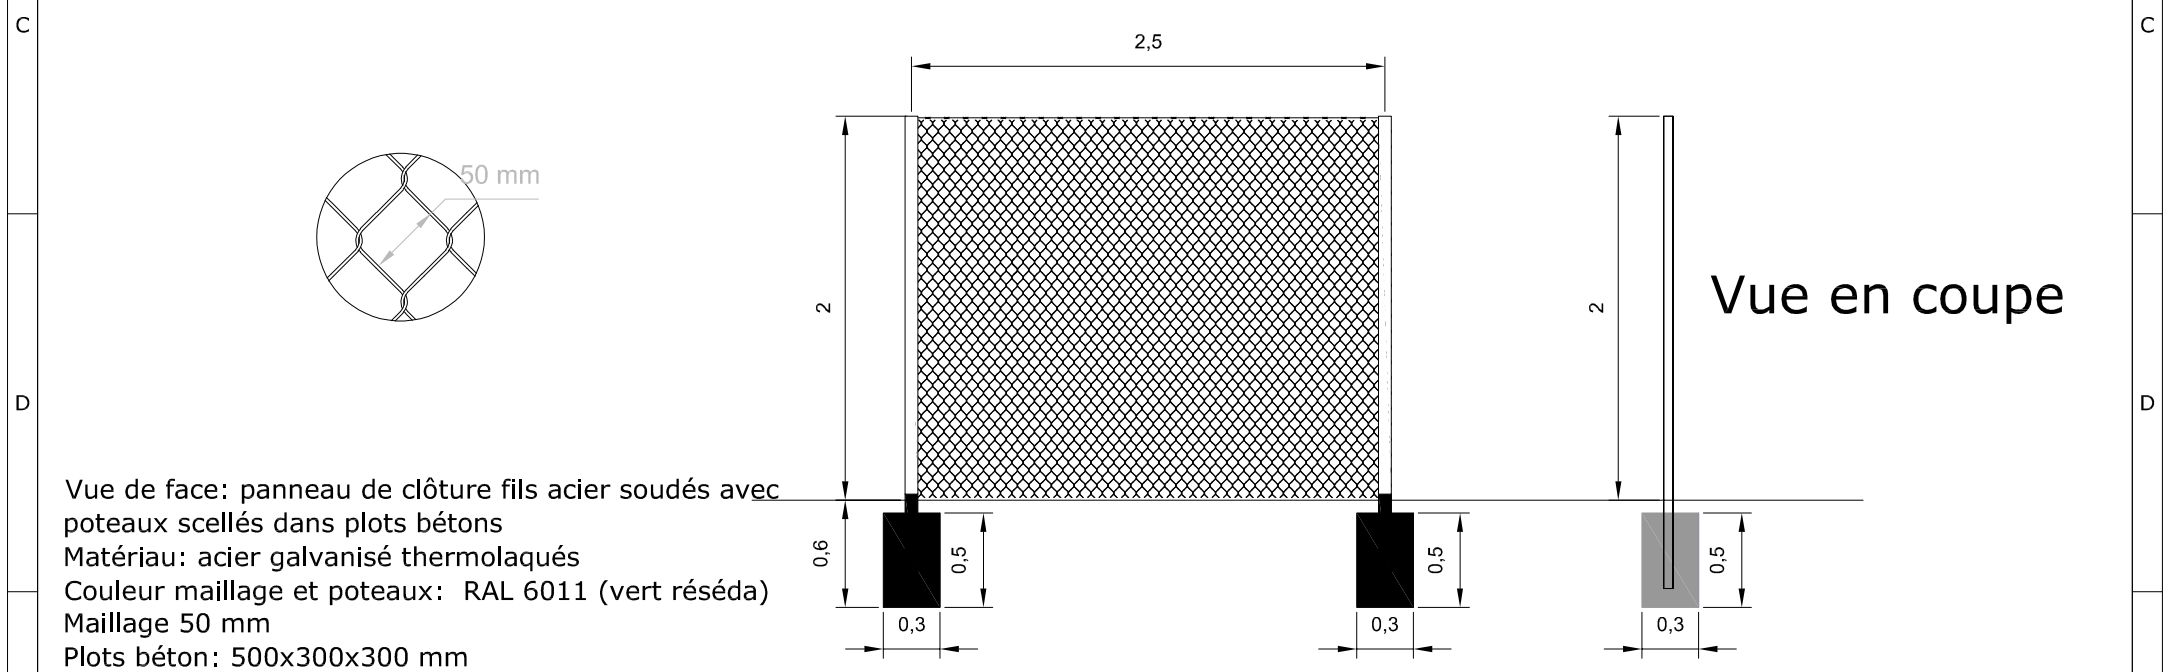 C
C
2,5
50 mm
2
2
Vue en coupe
D
D
Vue de face: panneau de clôture fils acier soudés avec
poteaux scellés dans plots bétons
Matériau: acier galvanisé thermolaqués
Couleur maillage et poteaux: RAL 6011 (vert réséda)
Maillage 50 mm
Plots béton: 500x300x300 mm
0,6
0,5
0,5
0,5
0,3
0,3
0,3